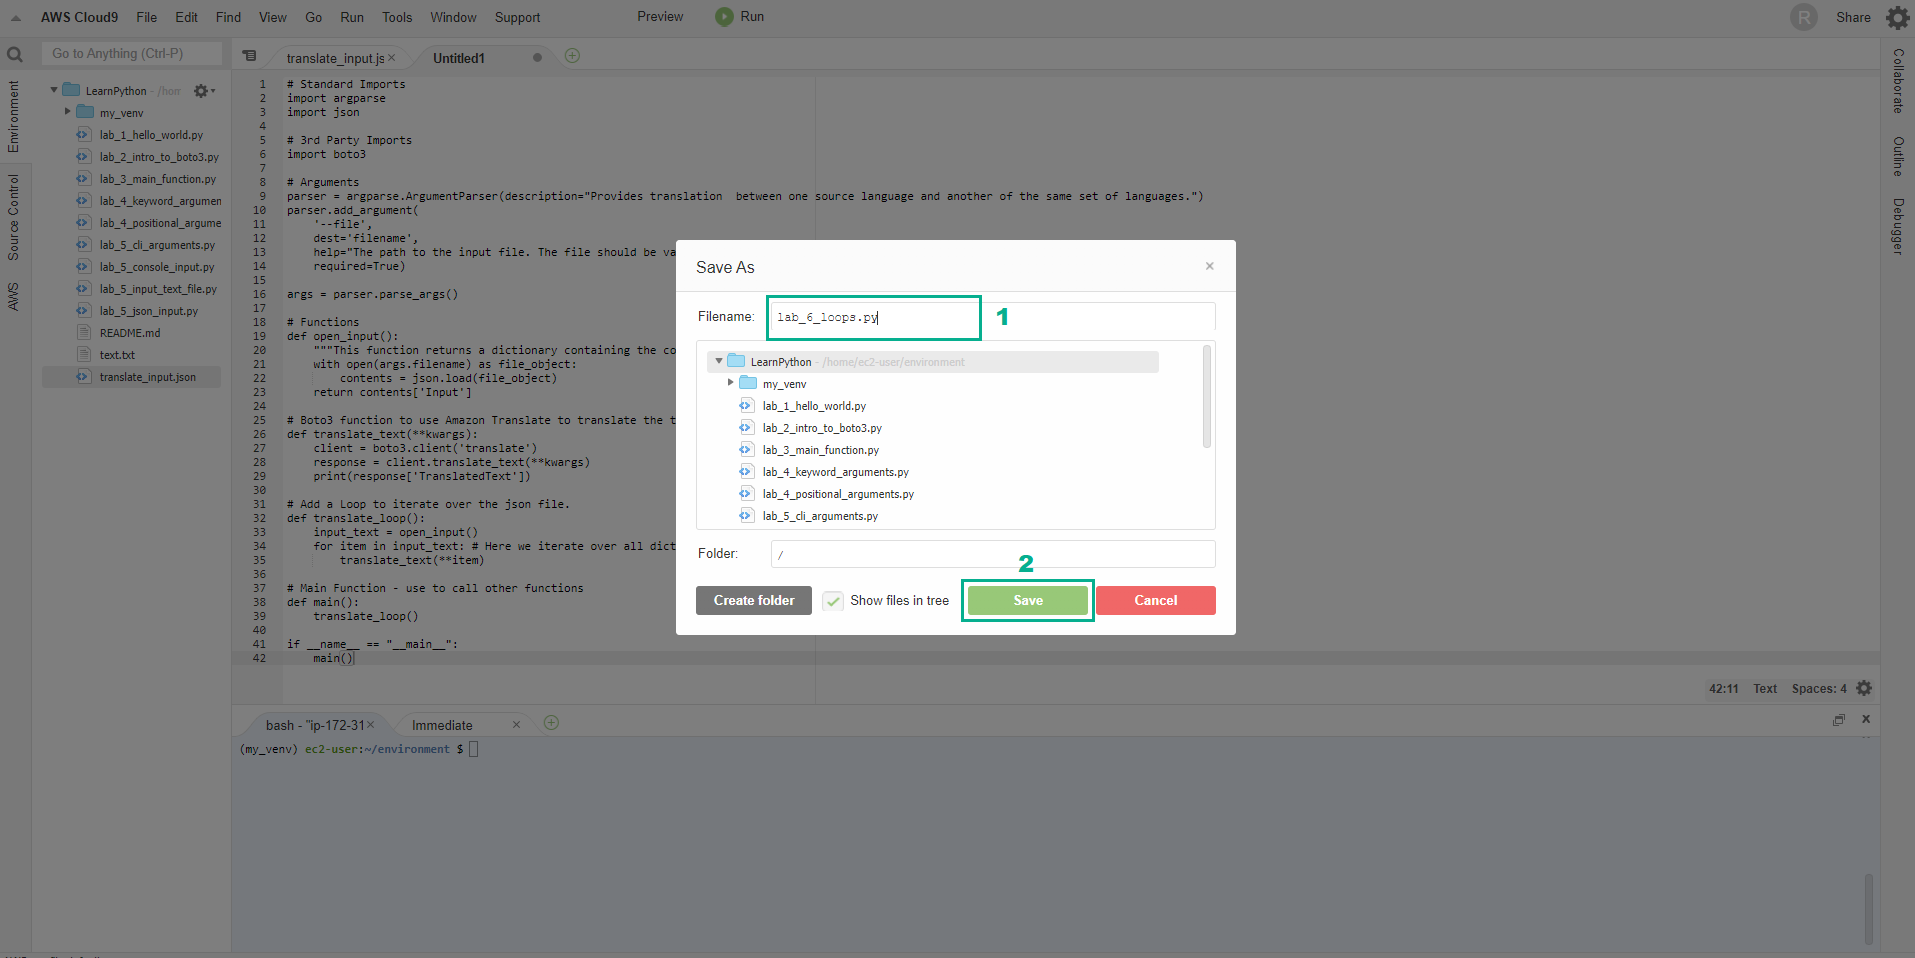 AWS Cloud9 File Edit Find View Go Run Tools Window Support Preview Run R Share
Go to Anything (Ctrl-P)
translate_input.js Untitled1
Environment
Source Control
AWS
LearnPython - /hom
my_venv
lab_1_hello_world.py
lab_2_intro_to_boto3.py
lab_3_main_function.py
lab_4_keyword_argumen
lab_4_positional_argume
lab_5_cli_arguments.py
lab_5_console_input.py
lab_5_input_text_file.py
lab_5_json_input.py
README.md
text.txt
translate_input.json
1 # Standard Imports
2 import argparse
3 import json
4
5 # 3rd Party Imports
6 import boto3
7
8 # Arguments
9 parser = argparse.ArgumentParser(description="Provides translation  between one source language and another of the same set of languages.")
10 parser.add_argument(
11     '--file',
12     dest='filename',
13     help="The path to the input file. The file should be va
14     required=True)
15
16 args = parser.parse_args()
17
18 # Functions
19 def open_input():
20     """This function returns a dictionary containing the co
21     with open(args.filename) as file_object:
22         contents = json.load(file_object)
23     return contents['Input']
24
25 # Boto3 function to use Amazon Translate to translate the t
26 def translate_text(**kwargs):
27     client = boto3.client('translate')
28     response = client.translate_text(**kwargs)
29     print(response['TranslatedText'])
30
31 # Add a Loop to iterate over the json file.
32 def translate_loop():
33     input_text = open_input()
34     for item in input_text: # Here we iterate over all dict
35         translate_text(**item)
36
37 # Main Function - use to call other functions
38 def main():
39     translate_loop()
40
41 if __name__ == "__main__":
42     main()
42:11 Text Spaces: 4
Collaborate
Outline
Debugger
Save As
Filename: lab_6_loops.py 1
LearnPython - /home/ec2-user/environment
my_venv
lab_1_hello_world.py
lab_2_intro_to_boto3.py
lab_3_main_function.py
lab_4_keyword_arguments.py
lab_4_positional_arguments.py
lab_5_cli_arguments.py
Folder: /
2
Create folder Show files in tree Save Cancel
bash - "ip-172-31 Immediate
(my_venv) ec2-user:~/environment $